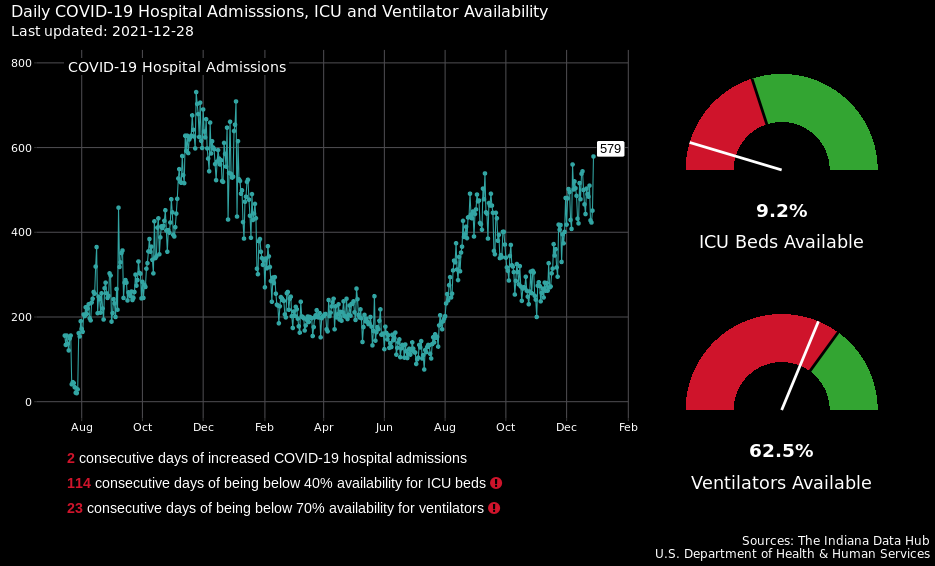 Daily COVID-19 Hospital Admisssions, ICU and Ventilator Availability
Last updated: 2021-12-28
COVID-19 Hospital Admissions
800
600
400
200
0
579
Aug Oct Dec Feb Apr Jun Aug Oct Dec Feb
9.2%
ICU Beds Available
62.5%
Ventilators Available
2 consecutive days of increased COVID-19 hospital admissions
114 consecutive days of being below 40% availability for ICU beds
23 consecutive days of being below 70% availability for ventilators
Sources: The Indiana Data Hub
U.S. Department of Health & Human Services